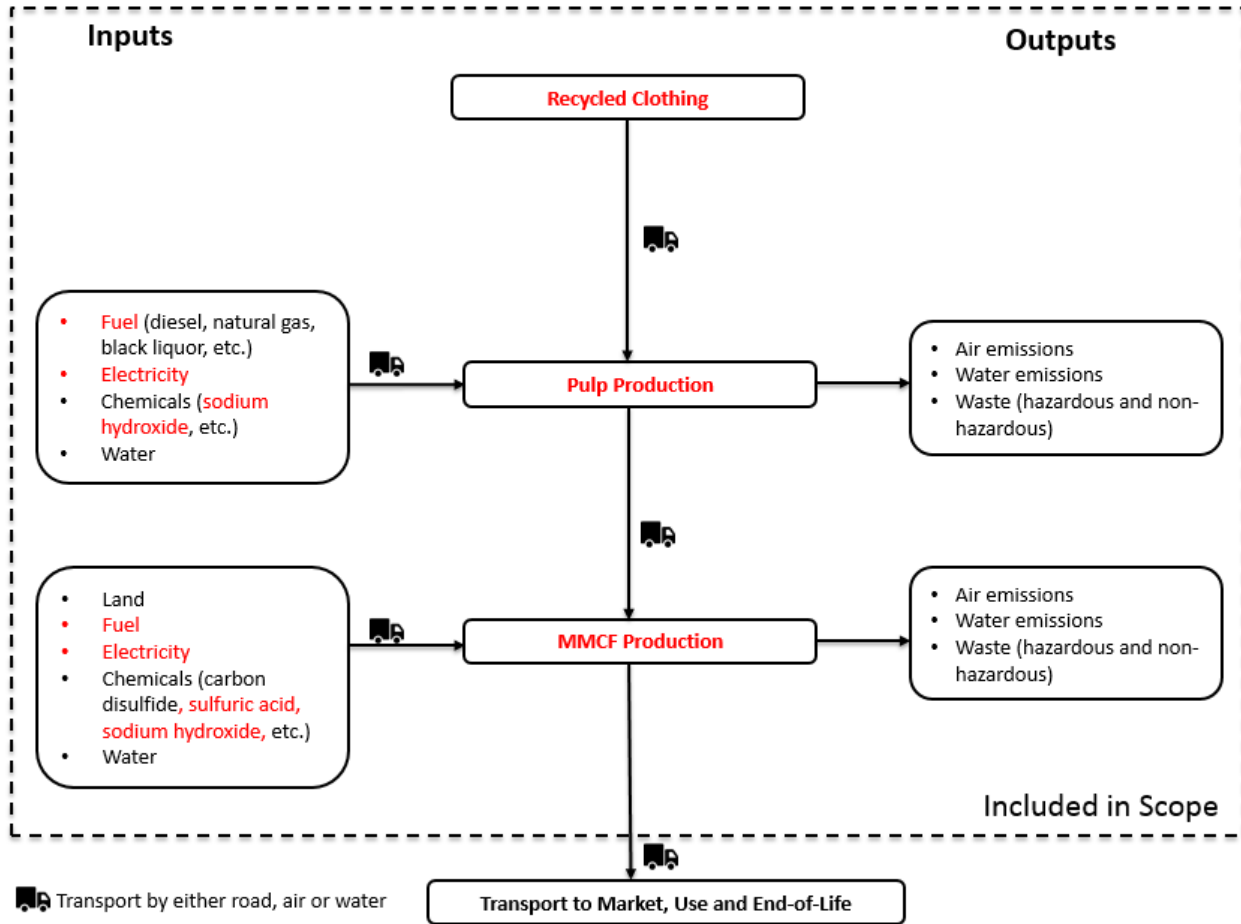 Inputs
Outputs
Recycled Clothing
• Fuel (diesel, natural gas,
black liquor, etc.)
• Electricity
• Chemicals (sodium
hydroxide, etc.)
• Water
Pulp Production
• Air emissions
• Water emissions
• Waste (hazardous and non-
hazardous)
• Land
• Fuel
• Electricity
• Chemicals (carbon
disulfide, sulfuric acid,
sodium hydroxide, etc.)
• Water
MMCF Production
• Air emissions
• Water emissions
• Waste (hazardous and non-
hazardous)
Included in Scope
Transport by either road, air or water
Transport to Market, Use and End-of-Life